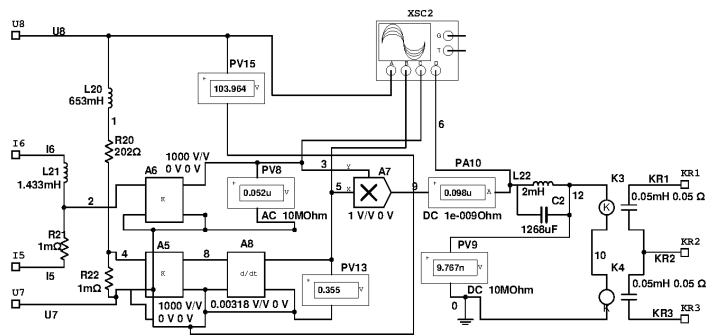 XSC2
U8
U8
G
T
A B C D
PV15
103.964 V
L20
653mH
6
1
I6
I6
R20
202Ω
L21
1.433mH
A6
1000 V/V
0 V 0 V
PV8
0.052u V
AC 10MOhm
3
Y
A7
X
5
1 V/V 0 V
9
PA10
0.098u A
DC 1e-009Ohm
L22
2mH
C2
1268uF
12
K3
K
KR1
KR1
0.05mH 0.05 Ω
2
K
R21
1mΩ
I5
I5
4
A5
K
8
A8
d/dt
PV13
0.355 V
PV9
9.767n V
DC 10MOhm
0
10
K4
K
KR2
KR2
0.05mH 0.05 Ω
KR3
KR3
R22
1mΩ
U7
U7
1000 V/V
0 V 0 V
0.00318 V/V 0 V